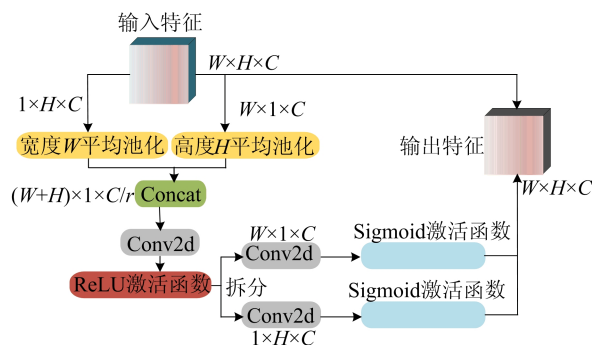 输入特征
W×H×C
1×H×C
W×1×C
宽度W平均池化
高度H平均池化
输出特征
(W+H)×1×C/r
Concat
W×H×C
Conv2d
W×1×C
Sigmoid激活函数
Conv2d
ReLU激活函数
拆分
Sigmoid激活函数
Conv2d
1×H×C